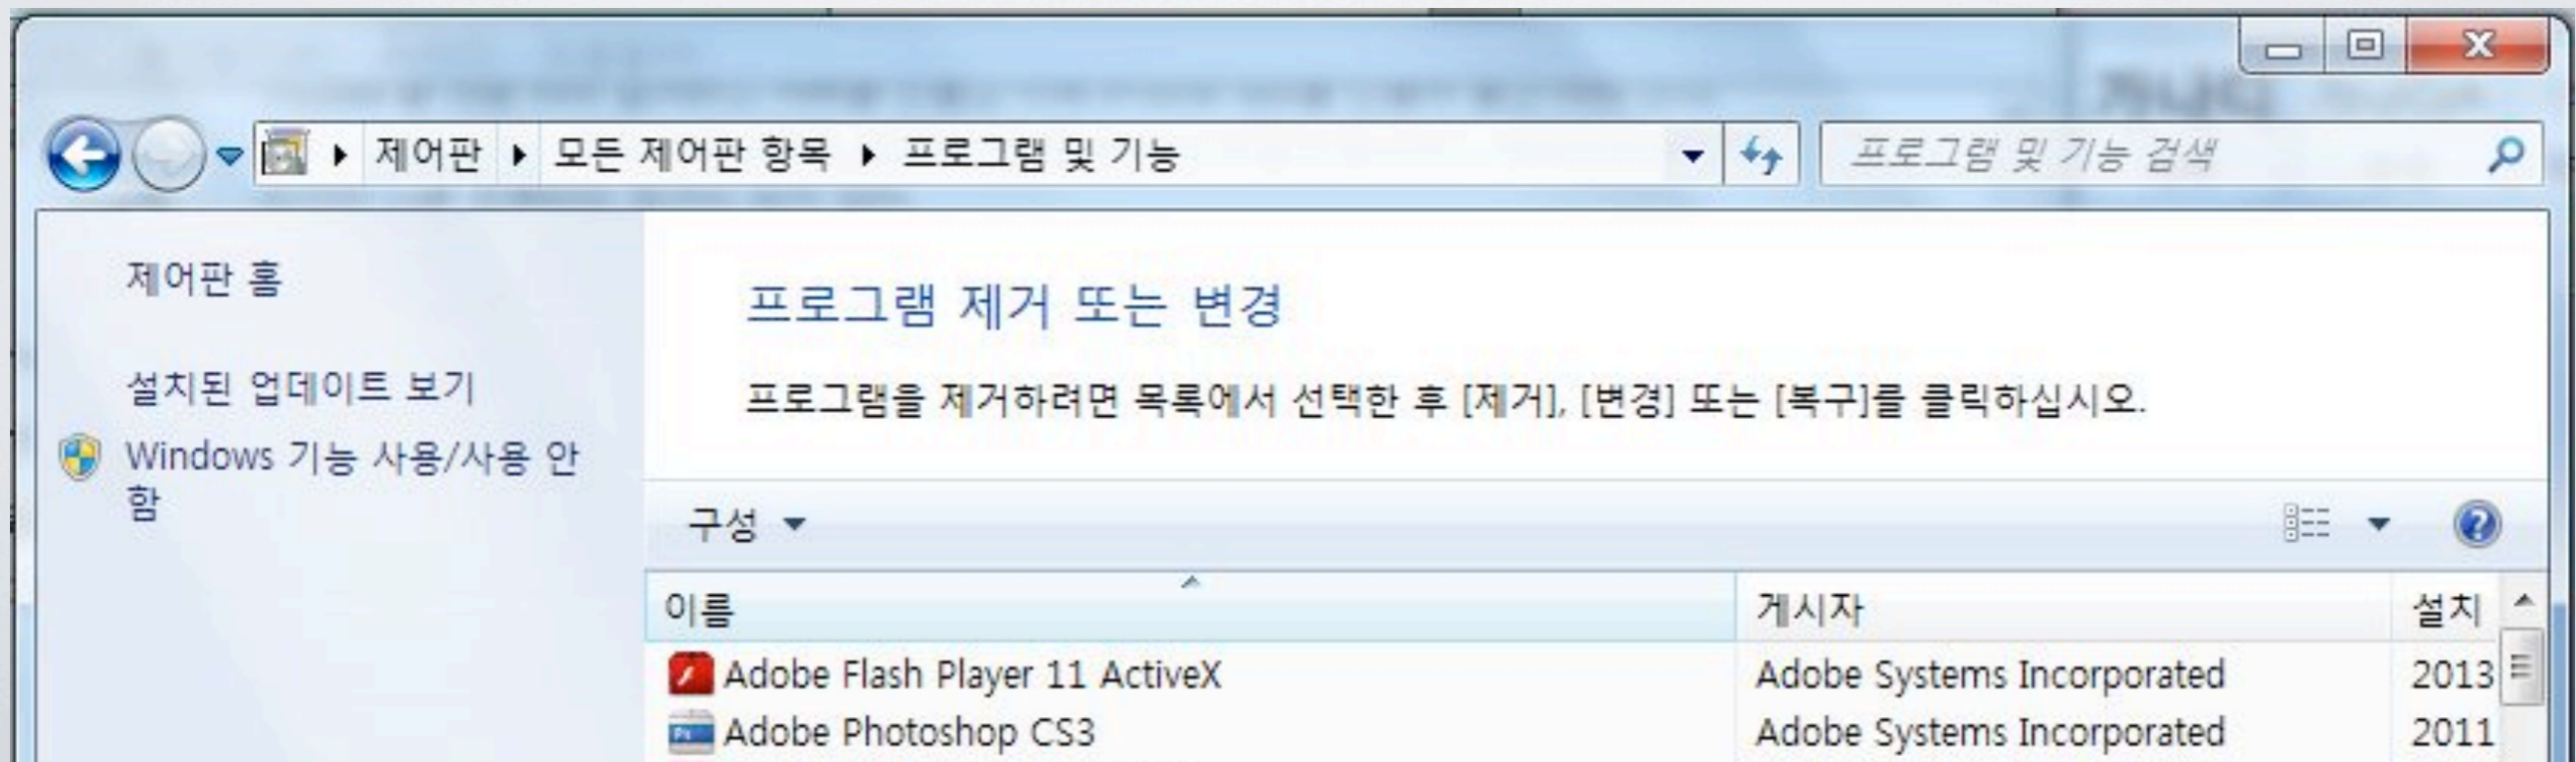 제어판 모든 제어판 항목 프로그램 및 기능 프로그램 및 기능 검색
제어판 홈
설치된 업데이트 보기
Windows 기능 사용/사용 안
함
프로그램 제거 또는 변경
프로그램을 제거하려면 목록에서 선택한 후 [제거], [변경] 또는 [복구]를 클릭하십시오.
구성
이름 게시자 설치
Adobe Flash Player 11 ActiveX Adobe Systems Incorporated 2013
Adobe Photoshop CS3 Adobe Systems Incorporated 2011